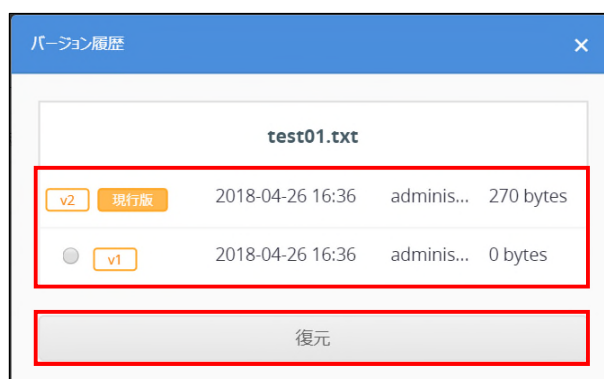 バージョン履歴 ×
test01.txt
v2 現行版 2018-04-26 16:36 adminis... 270 bytes
v1 2018-04-26 16:36 adminis... 0 bytes
復元